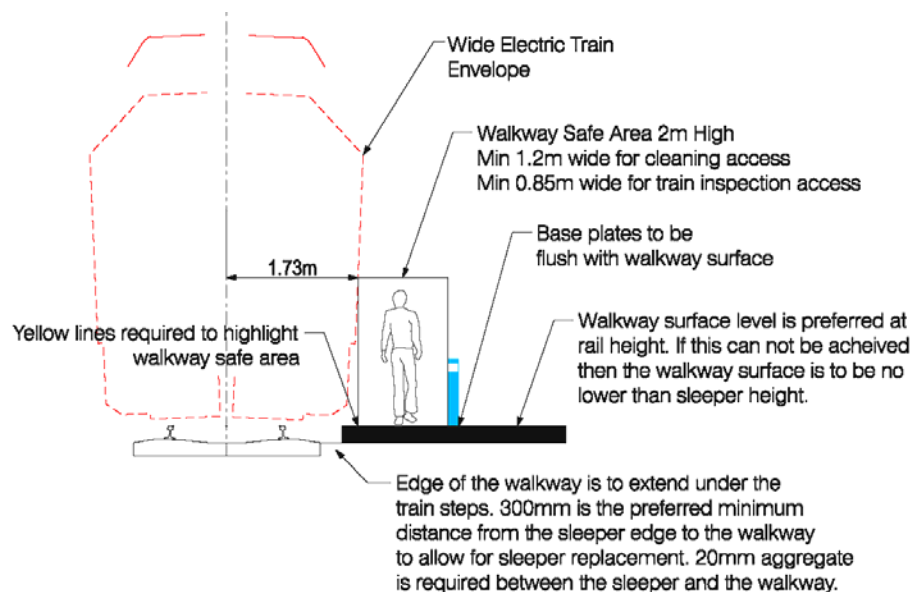 Wide Electric Train
Envelope
Walkway Safe Area 2m High
Min 1.2m wide for cleaning access
Min 0.85m wide for train inspection access
Base plates to be
flush with walkway surface
1.73m
Yellow lines required to highlight
walkway safe area
Walkway surface level is preferred at
rail height. If this can not be acheived
then the walkway surface is to be no
lower than sleeper height.
Edge of the walkway is to extend under the
train steps. 300mm is the preferred minimum
distance from the sleeper edge to the walkway
to allow for sleeper replacement. 20mm aggregate
is required between the sleeper and the walkway.